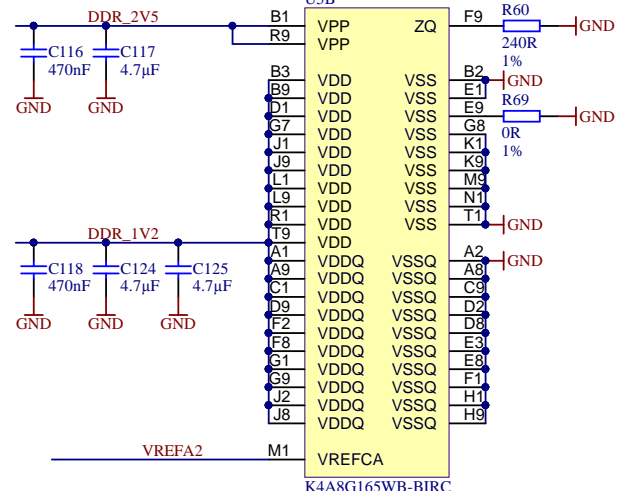 U3B
DDR_2V5 B1 VPP ZQ F9 R60 GND
R9 VPP 240R
C116 C117 1%
470nF 4.7µF
GND GND
B3 VDD VSS B2 GND
B9 VDD VSS E1
D1 VDD VSS E9 R69 GND
G7 VDD VSS G8 0R
J1 VDD VSS K1 1%
J9 VDD VSS K9
L1 VDD VSS M9
L9 VDD VSS N1
R1 VDD VSS T1 GND
DDR_1V2 T9 VDD
A1 VDDQ VSSQ A2 GND
C118 C124 C125 A9 VDDQ VSSQ A8
470nF 4.7µF 4.7µF C1 VDDQ VSSQ C9
D9 VDDQ VSSQ D2
GND GND GND F2 VDDQ VSSQ D8
F8 VDDQ VSSQ E3
G1 VDDQ VSSQ E8
G9 VDDQ VSSQ F1
J2 VDDQ VSSQ H1
J8 VDDQ VSSQ H9
VREFA2 M1 VREFCA
K4A8G165WB-BIRC